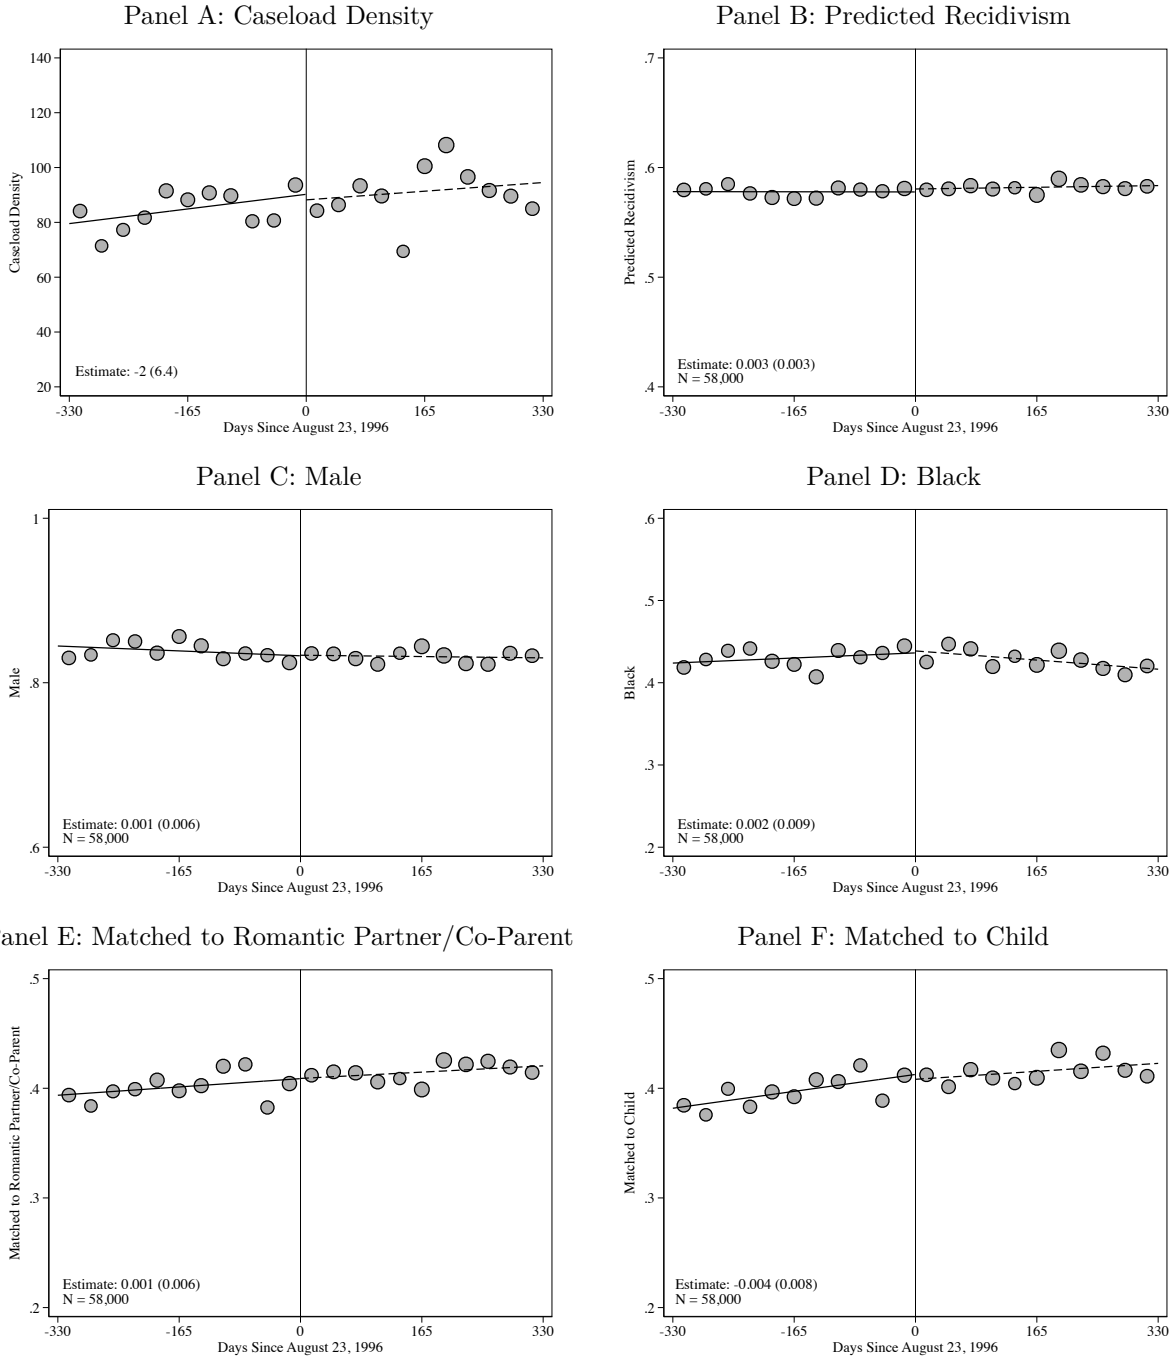 Panel A: Caseload Density
140
120
100
80
60
40
20
Caseload Density
Estimate: -2 (6.4)
-330 -165 0 165 330
Days Since August 23, 1996
Panel B: Predicted Recidivism
.7
.6
.5
.4
Predicted Recidivism
Estimate: 0.003 (0.003)
N = 58,000
-330 -165 0 165 330
Days Since August 23, 1996
Panel C: Male
1
.8
.6
Male
Estimate: 0.001 (0.006)
N = 58,000
-330 -165 0 165 330
Days Since August 23, 1996
Panel D: Black
.6
.5
.4
.3
.2
Black
Estimate: 0.002 (0.009)
N = 58,000
-330 -165 0 165 330
Days Since August 23, 1996
anel E: Matched to Romantic Partner/Co-Parent
.5
.4
.3
.2
Matched to Romantic Partner/Co-Parent
Estimate: 0.001 (0.006)
N = 58,000
-330 -165 0 165 330
Days Since August 23, 1996
Panel F: Matched to Child
.5
.4
.3
.2
Matched to Child
Estimate: -0.004 (0.008)
N = 58,000
-330 -165 0 165 330
Days Since August 23, 1996